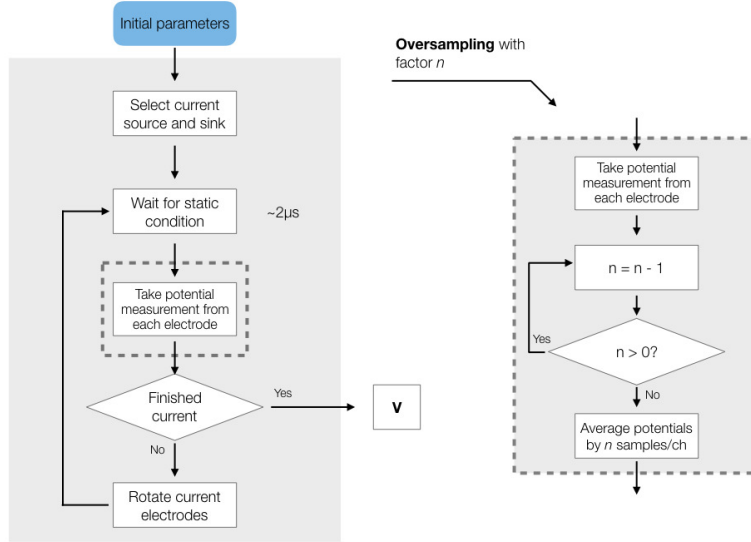 Initial parameters
Select current
source and sink
Wait for static
condition
~2µs
Take potential
measurement from
each electrode
Finished
current
Yes
V
No
Rotate current
electrodes
Oversampling with
factor n
Take potential
measurement from
each electrode
n = n - 1
Yes
n > 0?
No
Average potentials
by n samples/ch